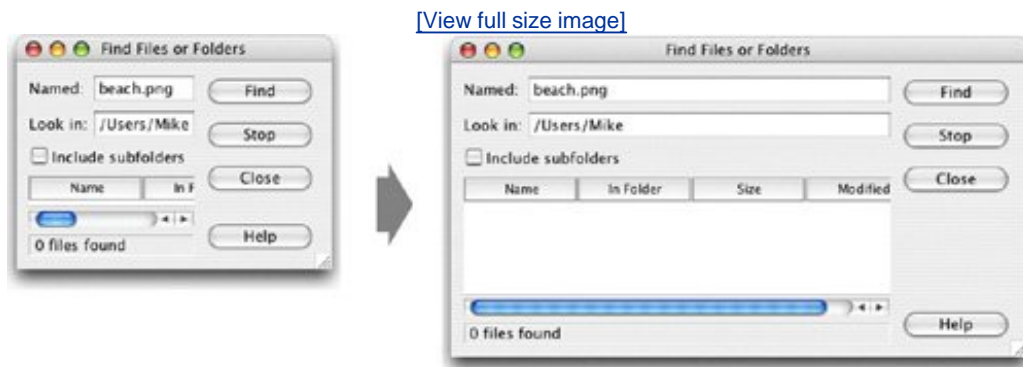 [View full size image]
Find Files or Folders
Named: beach.png Find
Look in: /Users/Mike Stop
Include subfolders
Close
Name In F
0 files found
Help
Find Files or Folders
Named: beach.png Find
Look in: /Users/Mike Stop
Include subfolders
Close
Name In Folder Size Modified
0 files found
Help